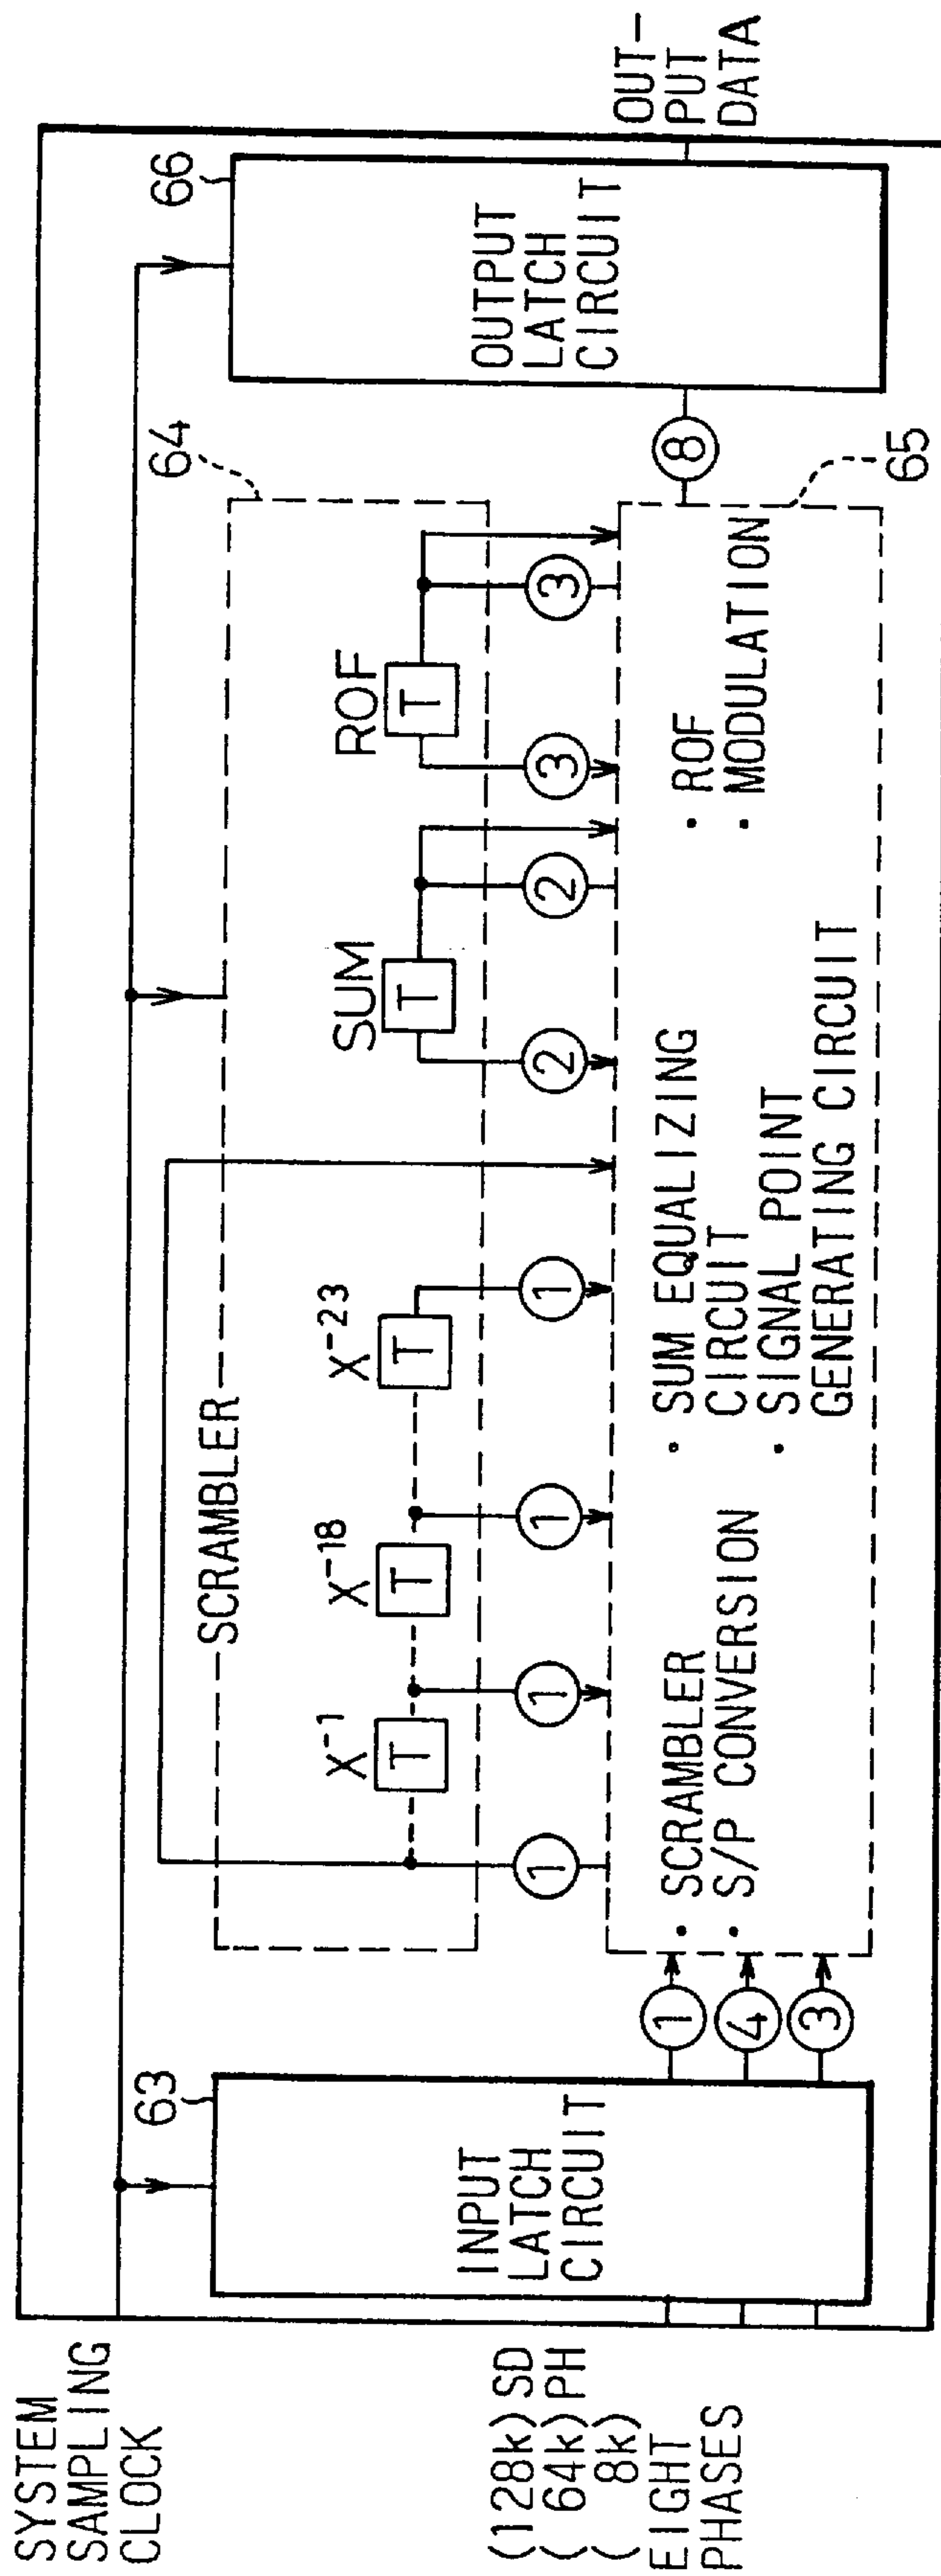 SYSTEM
SAMPLING
CLOCK
(128k) SD
( 64k) PH
( 8k)
EIGHT
PHASES
63
INPUT
LATCH
CIRCUIT
1
4
3
SCRAMBLER
64
X⁻¹
T
X⁻¹⁸
T
X⁻²³
T
SUM
T
ROF
T
1
1
1
1
2
2
3
3
• SCRAMBLER
• S/P CONVERSION
• SUM EQUALIZING
CIRCUIT
• SIGNAL POINT
GENERATING CIRCUIT
• ROF
• MODULATION
65
8
66
OUTPUT
LATCH
CIRCUIT
OUT-
PUT
DATA